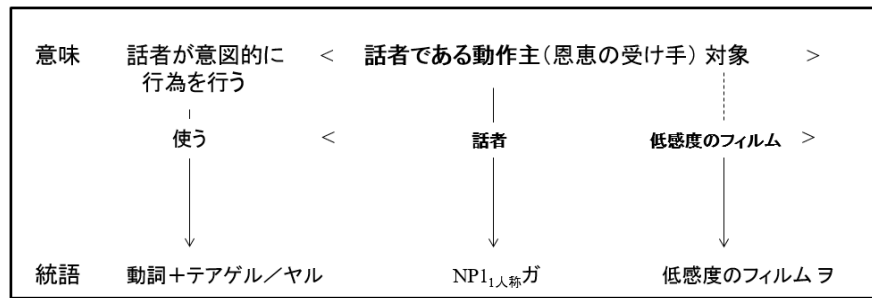 意味 話者が意図的に < 話者である動作主(恩恵の受け手) 対象 >
行為を行う
使う < 話者 低感度のフィルム >
統語 動詞+テアゲル/ヤル NP1₁人称ガ 低感度のフィルム ヲ